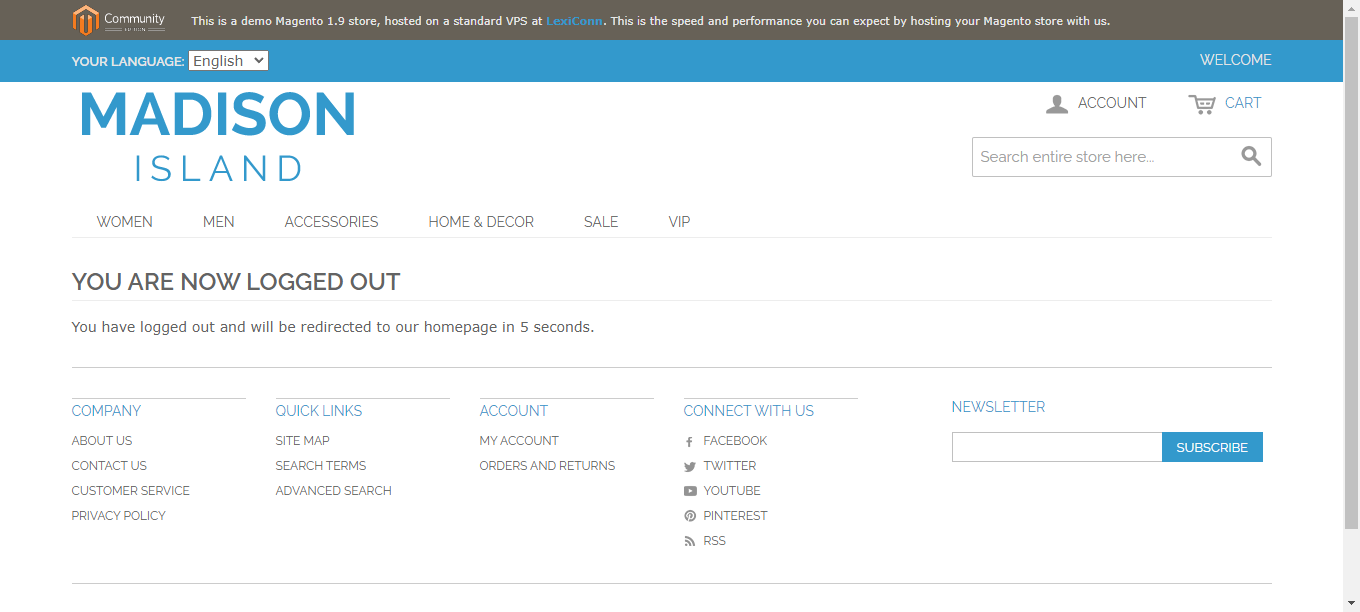 Community
EDITION
This is a demo Magento 1.9 store, hosted on a standard VPS at LexiConn. This is the speed and performance you can expect by hosting your Magento store with us.
YOUR LANGUAGE: English
WELCOME
MADISON
ISLAND
ACCOUNT
CART
Search entire store here...
WOMEN
MEN
ACCESSORIES
HOME & DECOR
SALE
VIP
YOU ARE NOW LOGGED OUT
You have logged out and will be redirected to our homepage in 5 seconds.
COMPANY
ABOUT US
CONTACT US
CUSTOMER SERVICE
PRIVACY POLICY
QUICK LINKS
SITE MAP
SEARCH TERMS
ADVANCED SEARCH
ACCOUNT
MY ACCOUNT
ORDERS AND RETURNS
CONNECT WITH US
FACEBOOK
TWITTER
YOUTUBE
PINTEREST
RSS
NEWSLETTER
SUBSCRIBE